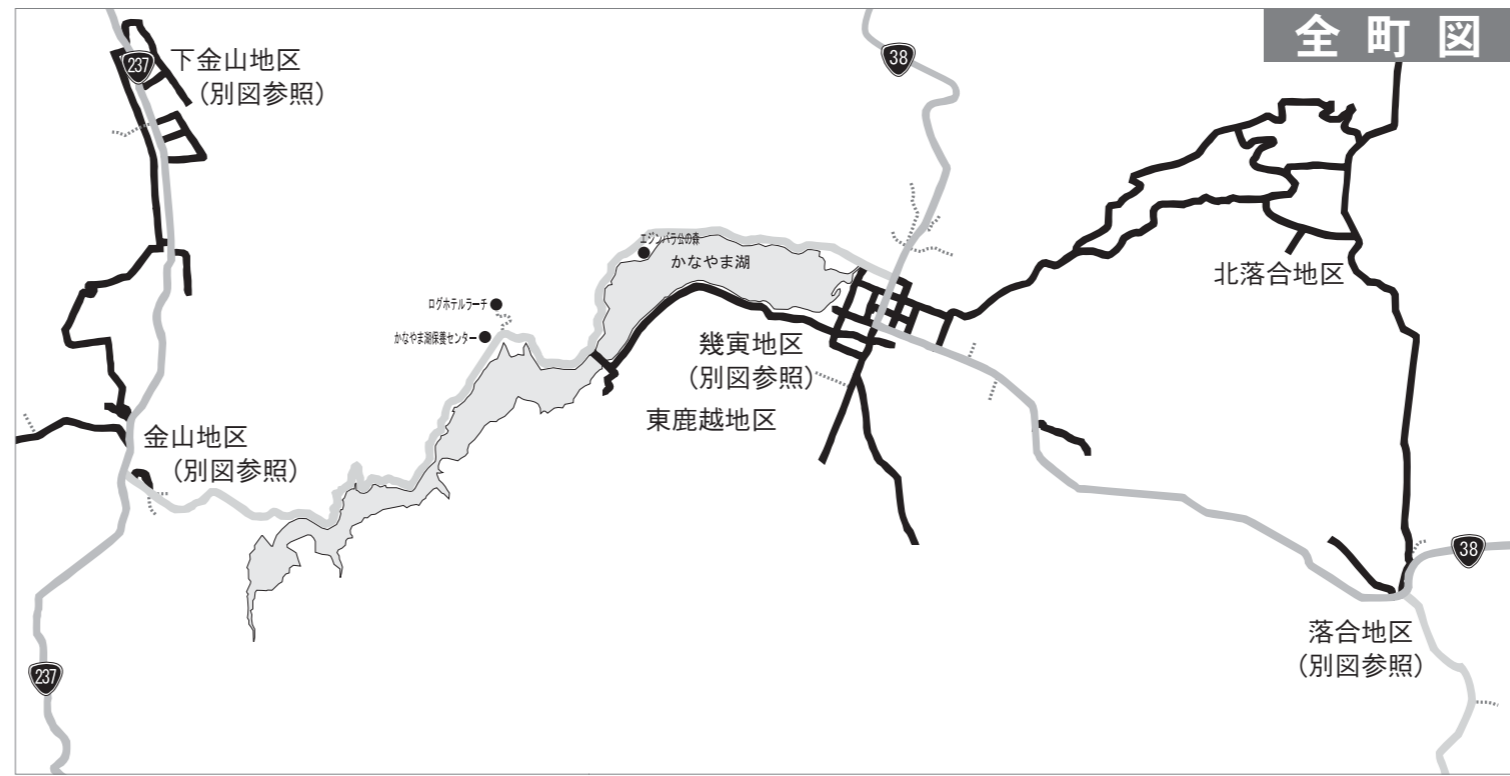 全町図
237
下金山地区
(別図参照)
38
エジンバラ公の森
かなやま湖
ログホテルラーチ
かなやま湖保養センター
北落合地区
幾寅地区
(別図参照)
東鹿越地区
金山地区
(別図参照)
38
237
落合地区
(別図参照)